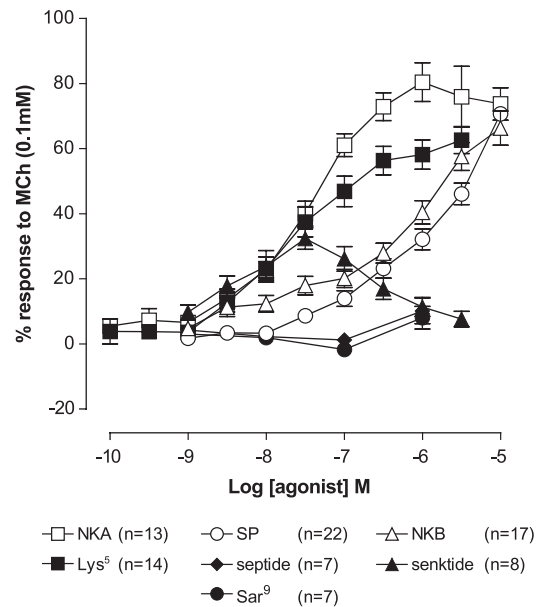 % response to MCh (0.1mM)
100
80
60
40
20
0
-20
-10 -9 -8 -7 -6 -5
Log [agonist] M
NKA (n=13) SP (n=22) NKB (n=17)
Lys⁵ (n=14) septide (n=7) senktide (n=8)
Sar⁹ (n=7)